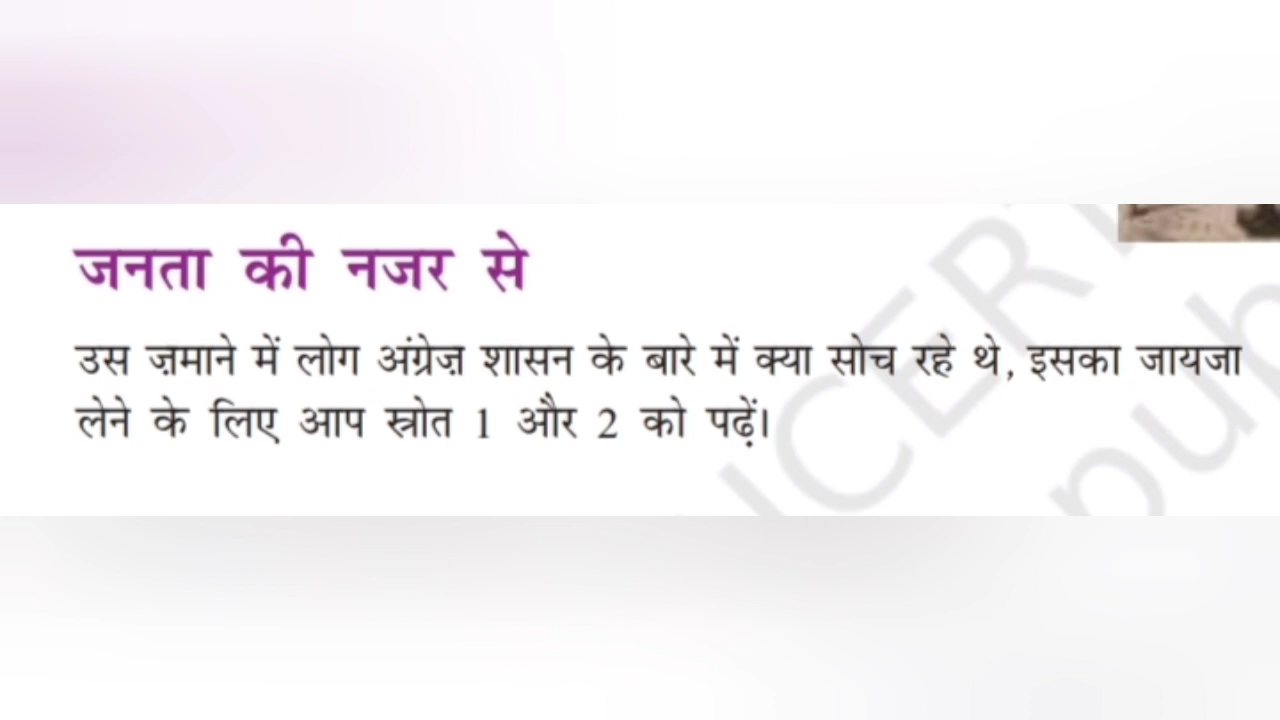 जनता की नजर से
उस ज़माने में लोग अंग्रेज़ शासन के बारे में क्या सोच रहे थे, इसका जायजा
लेने के लिए आप स्रोत 1 और 2 को पढ़ें।